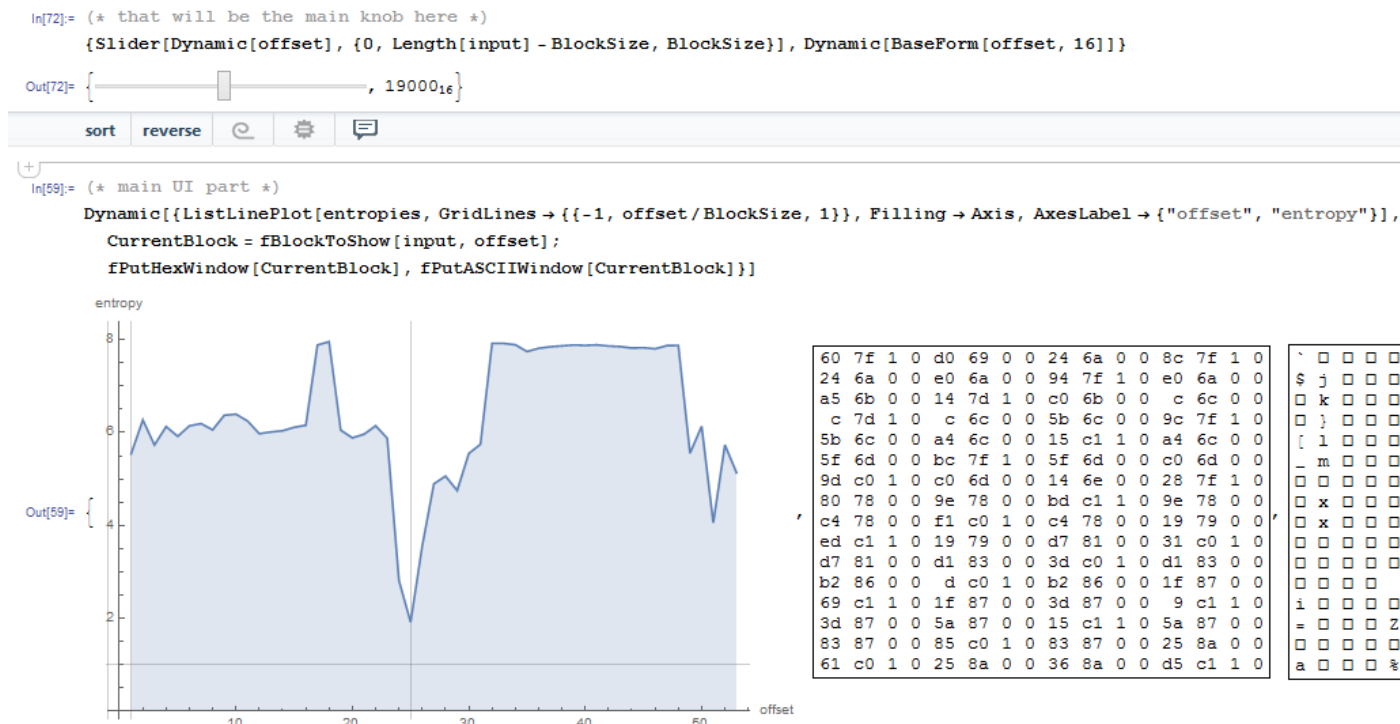 In[72]:= (* that will be the main knob here *)
{Slider[Dynamic[offset], {0, Length[input] - BlockSize, BlockSize}], Dynamic[BaseForm[offset, 16]]}
Out[72]= { , 19000₁₆}
sort reverse
In[59]:= (* main UI part *)
Dynamic[{ListLinePlot[entropies, GridLines → {{-1, offset/BlockSize, 1}}, Filling → Axis, AxesLabel → {"offset", "entropy"}],
CurrentBlock = fBlockToShow[input, offset];
fPutHexWindow[CurrentBlock], fPutASCIIWindow[CurrentBlock]}]
entropy
8
6
Out[59]= {
4
2
10 20 30 40 50 offset
,
60 7f 1 0 d0 69 0 0 24 6a 0 0 8c 7f 1 0
24 6a 0 0 e0 6a 0 0 94 7f 1 0 e0 6a 0 0
a5 6b 0 0 14 7d 1 0 c0 6b 0 0 c 6c 0 0
c 7d 1 0 c 6c 0 0 5b 6c 0 0 9c 7f 1 0
5b 6c 0 0 a4 6c 0 0 15 c1 1 0 a4 6c 0 0
5f 6d 0 0 bc 7f 1 0 5f 6d 0 0 c0 6d 0 0
9d c0 1 0 c0 6d 0 0 14 6e 0 0 28 7f 1 0
80 78 0 0 9e 78 0 0 bd c1 1 0 9e 78 0 0
c4 78 0 0 f1 c0 1 0 c4 78 0 0 19 79 0 0
ed c1 1 0 19 79 0 0 d7 81 0 0 31 c0 1 0
d7 81 0 0 d1 83 0 0 3d c0 1 0 d1 83 0 0
b2 86 0 0 d c0 1 0 b2 86 0 0 1f 87 0 0
69 c1 1 0 1f 87 0 0 3d 87 0 0 9 c1 1 0
3d 87 0 0 5a 87 0 0 15 c1 1 0 5a 87 0 0
83 87 0 0 85 c0 1 0 83 87 0 0 25 8a 0 0
61 c0 1 0 25 8a 0 0 36 8a 0 0 d5 c1 1 0
,
` □ □ □ □
$ j □ □ □
□ k □ □ □
□ } □ □ □
[ l □ □ □
_ m □ □ □
□ □ □ □ □
□ x □ □ □
□ x □ □ □
□ □ □ □ □
□ □ □ □ □
□ □ □ □
i □ □ □ □
= □ □ □ Z
□ □ □ □ □
a □ □ □ %